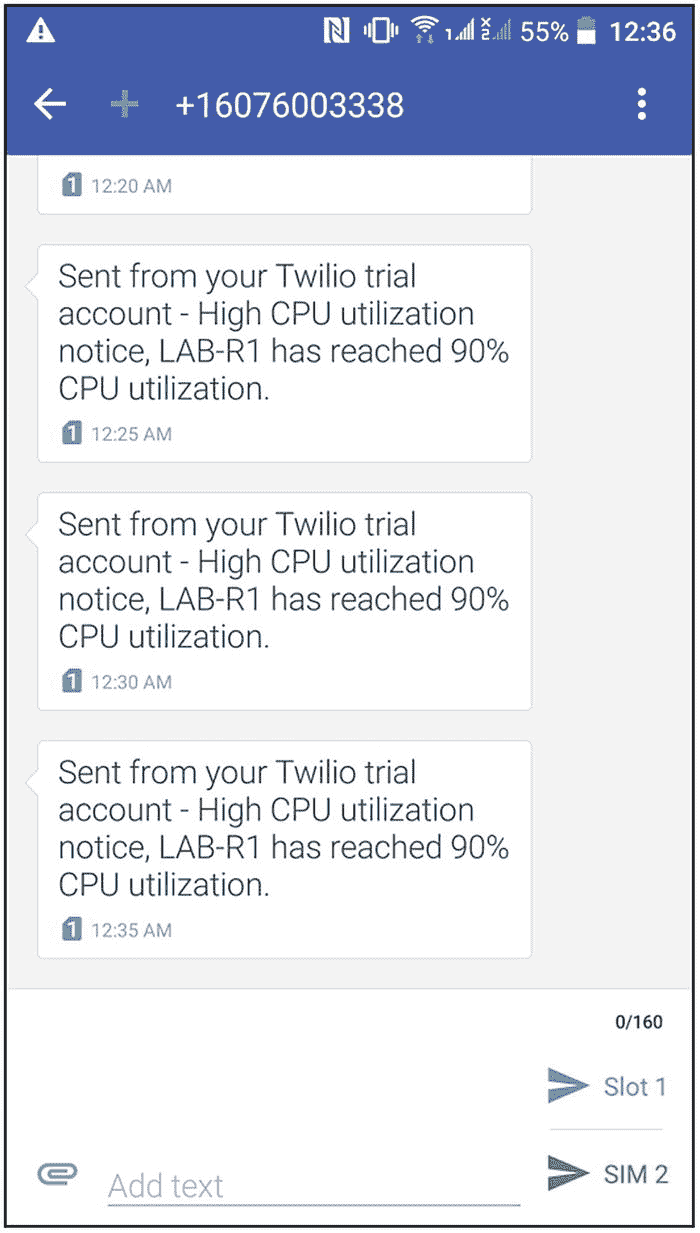 1 x 2 55% 12:36
+16076003338
1 12:20 AM
Sent from your Twilio trial
account - High CPU utilization
notice, LAB-R1 has reached 90%
CPU utilization.
1 12:25 AM
Sent from your Twilio trial
account - High CPU utilization
notice, LAB-R1 has reached 90%
CPU utilization.
1 12:30 AM
Sent from your Twilio trial
account - High CPU utilization
notice, LAB-R1 has reached 90%
CPU utilization.
1 12:35 AM
0/160
Slot 1
Add text
SIM 2